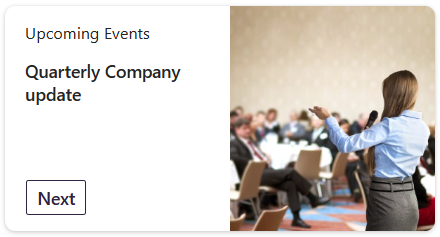 Upcoming Events
Quarterly Company
update
Next